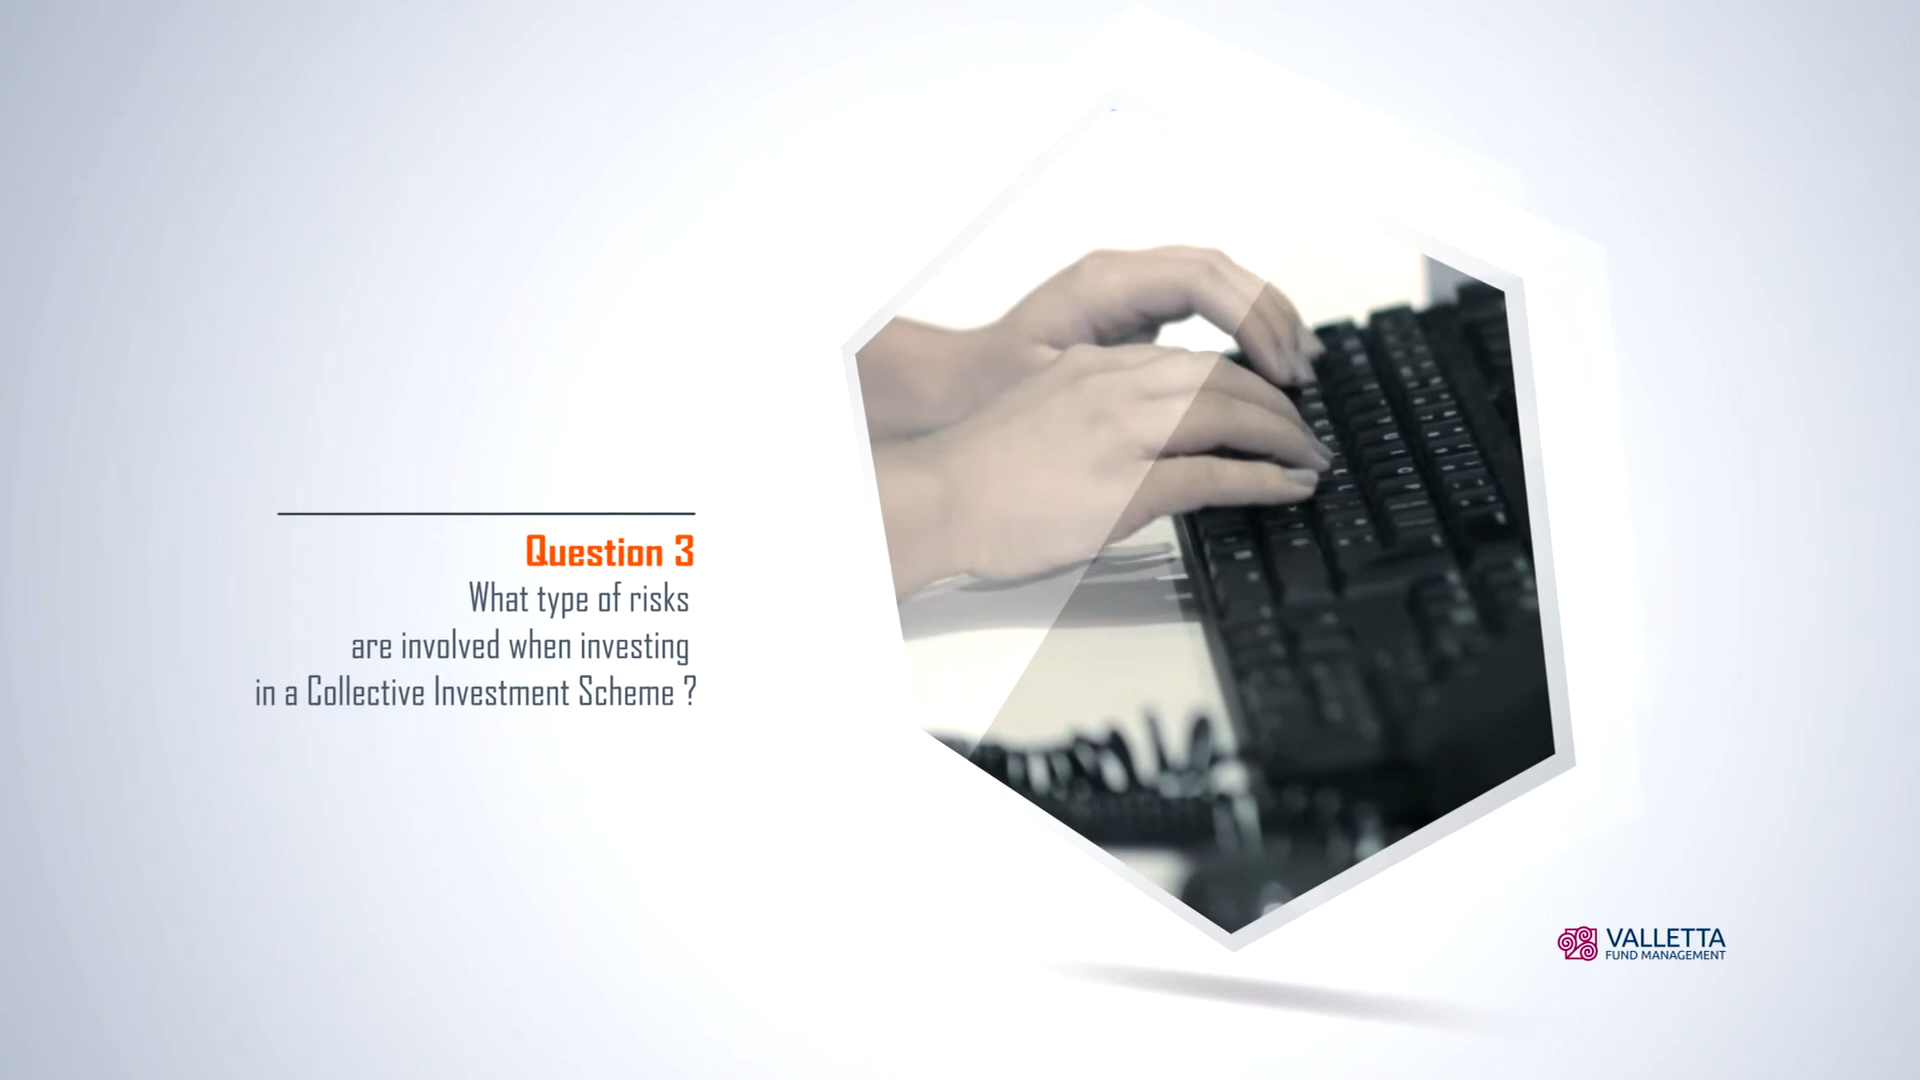 Question 3
What type of risks
are involved when investing
in a Collective Investment Scheme ?
VALLETTA
FUND MANAGEMENT